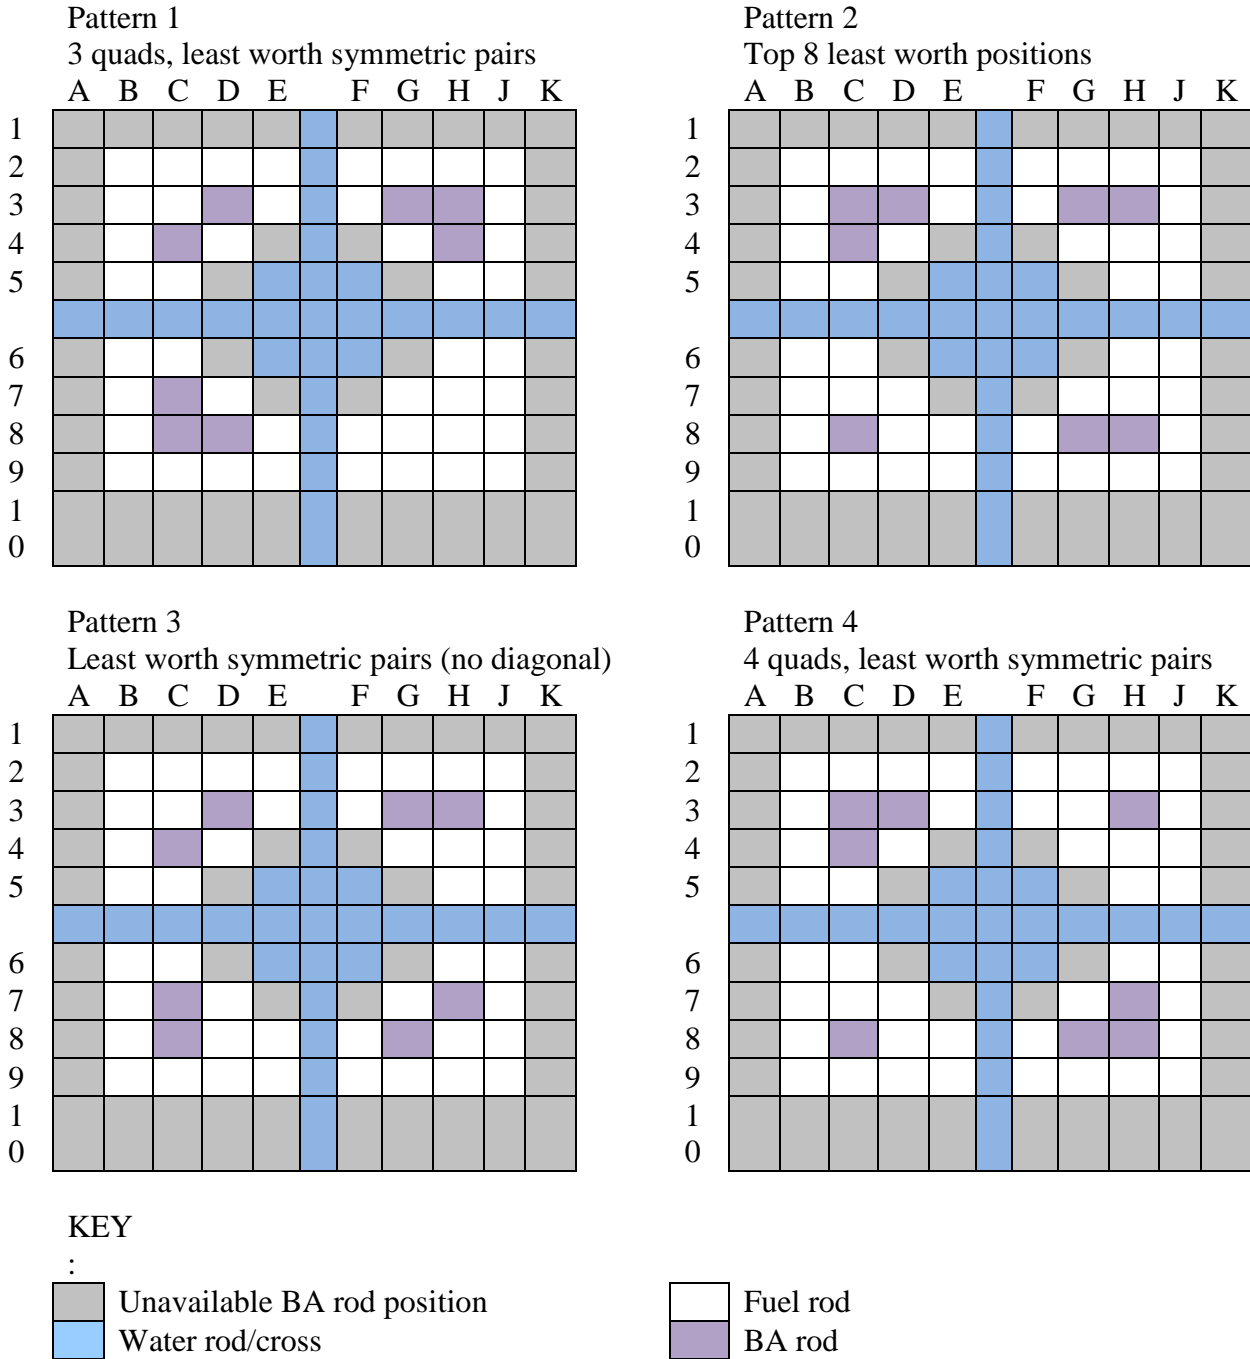 Pattern 1
3 quads, least worth symmetric pairs
A B C D E F G H J K
1
2
3
4
5
6
7
8
9
1
0
Pattern 2
Top 8 least worth positions
A B C D E F G H J K
1
2
3
4
5
6
7
8
9
1
0
Pattern 3
Least worth symmetric pairs (no diagonal)
A B C D E F G H J K
1
2
3
4
5
6
7
8
9
1
0
Pattern 4
4 quads, least worth symmetric pairs
A B C D E F G H J K
1
2
3
4
5
6
7
8
9
1
0
KEY
:
Unavailable BA rod position
Water rod/cross
Fuel rod
BA rod